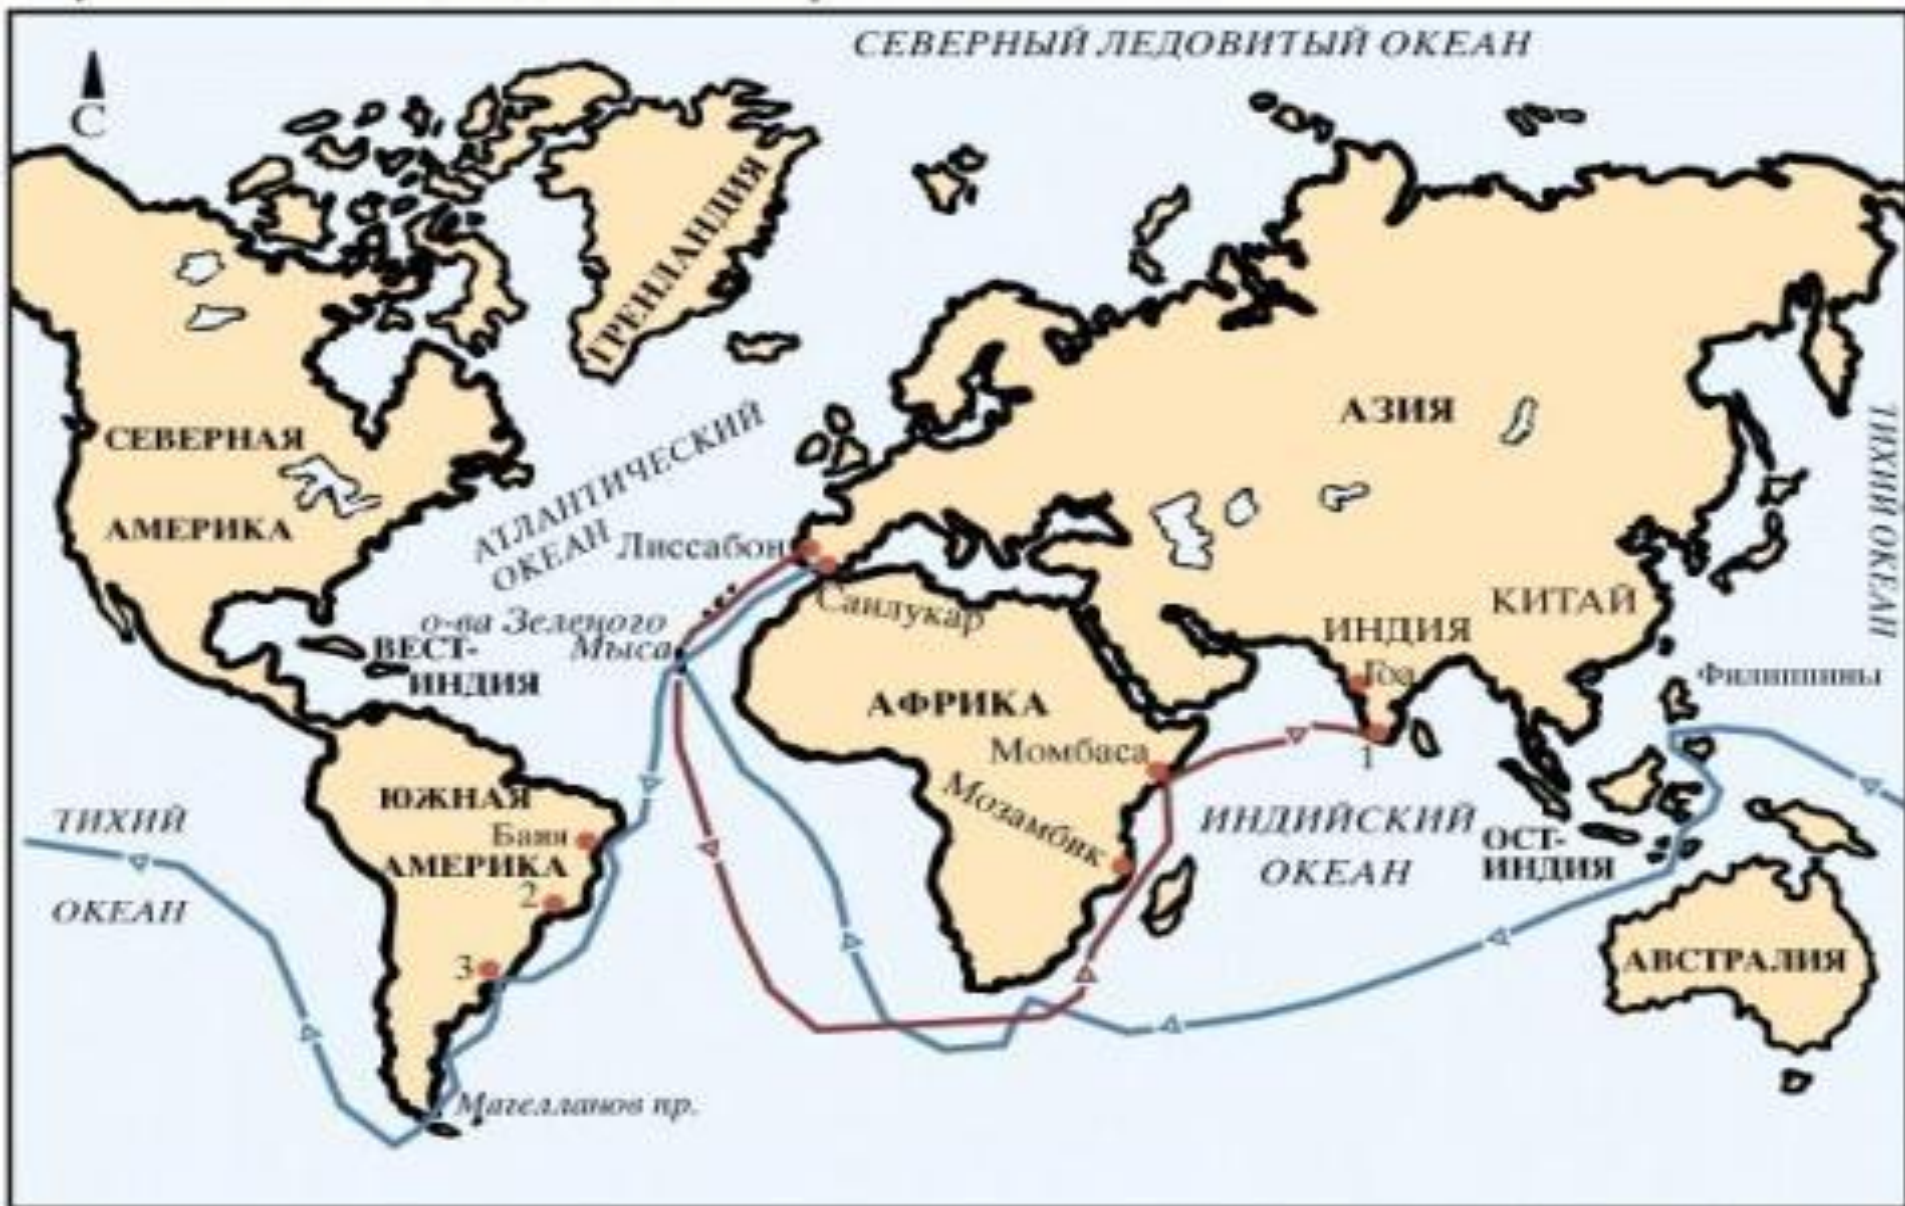 СЕВЕРНЫЙ ЛЕДОВИТЫЙ ОКЕАН
С
ГРЕНЛАНДИЯ
СЕВЕРНАЯ
АМЕРИКА
АТЛАНТИЧЕСКИЙ
ОКЕАН
АЗИЯ
ТИХИЙ ОКЕАН
Лиссабон
Санлукар
о-ва Зеленого
Мыса
ВЕСТ-
ИНДИЯ
КИТАЙ
ИНДИЯ
Гоа
Филиппины
АФРИКА
Момбаса
1
Мозамбик
ИНДИЙСКИЙ
ОКЕАН
ОСТ-
ИНДИЯ
ЮЖНАЯ
АМЕРИКА
Баия
2
3
ТИХИЙ
ОКЕАН
АВСТРАЛИЯ
Магелланов пр.